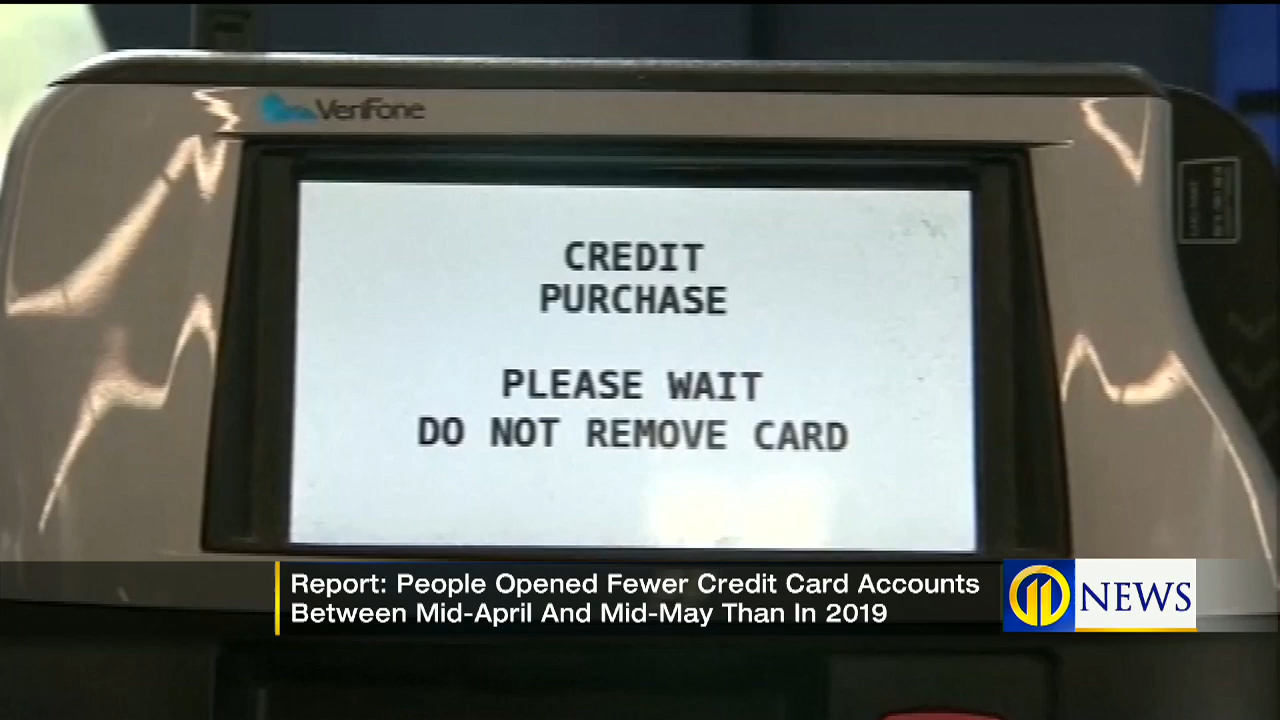 VeriFone
CREDIT
PURCHASE
PLEASE WAIT
DO NOT REMOVE CARD
Report: People Opened Fewer Credit Card Accounts
Between Mid-April And Mid-May Than In 2019
11 NEWS